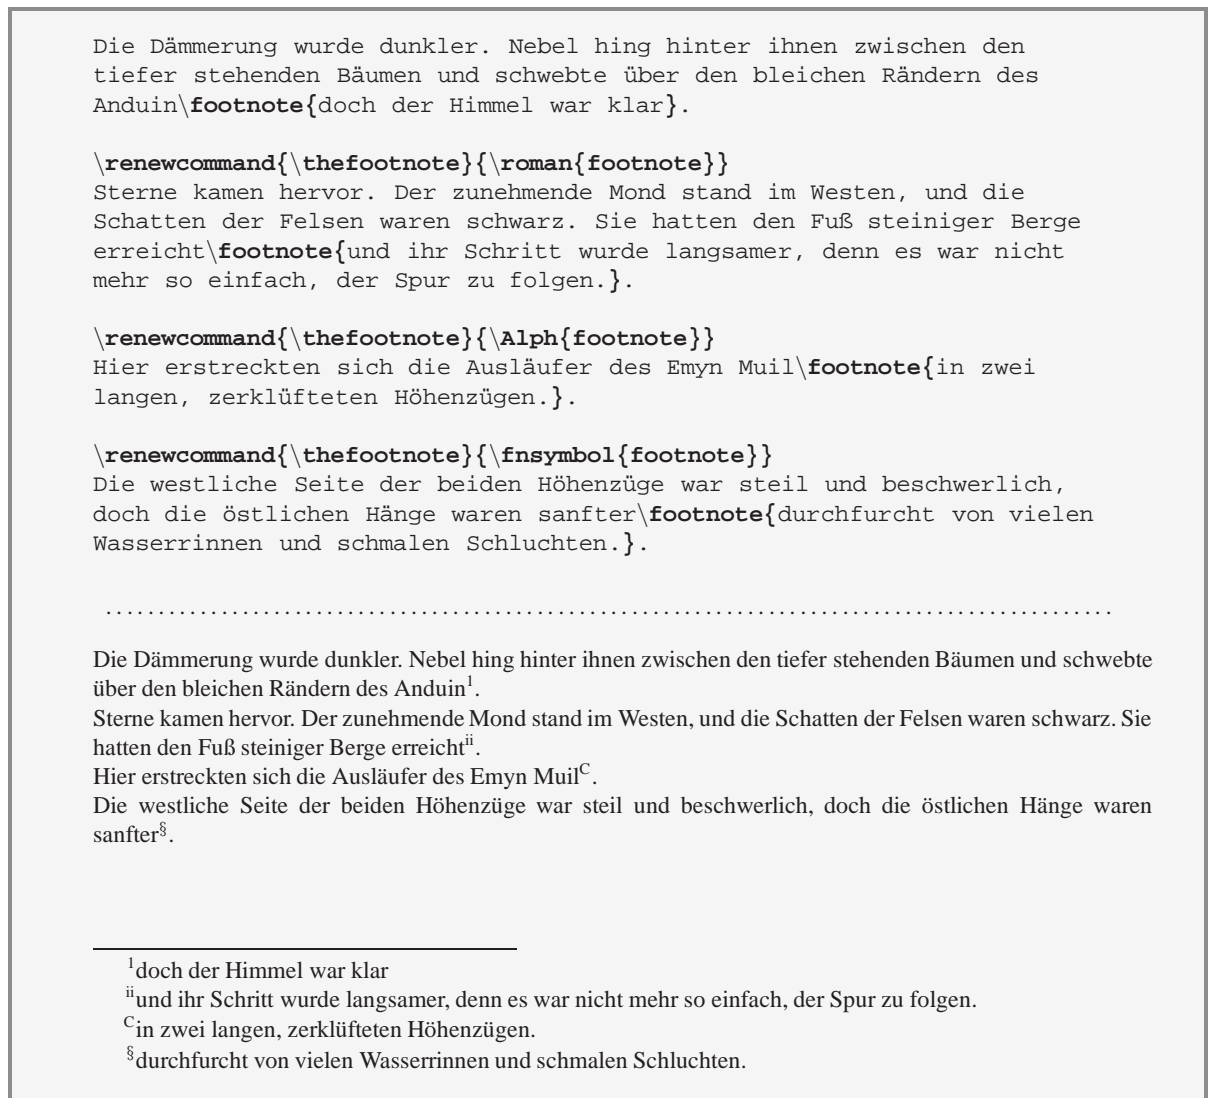 Die Dämmerung wurde dunkler. Nebel hing hinter ihnen zwischen den
tiefer stehenden Bäumen und schwebte über den bleichen Rändern des
Anduin\footnote{doch der Himmel war klar}.
\renewcommand{\thefootnote}{\roman{footnote}}
Sterne kamen hervor. Der zunehmende Mond stand im Westen, und die
Schatten der Felsen waren schwarz. Sie hatten den Fuß steiniger Berge
erreicht\footnote{und ihr Schritt wurde langsamer, denn es war nicht
mehr so einfach, der Spur zu folgen.}.
\renewcommand{\thefootnote}{\Alph{footnote}}
Hier erstreckten sich die Ausläufer des Emyn Muil\footnote{in zwei
langen, zerklüfteten Höhenzügen.}.
\renewcommand{\thefootnote}{\fnsymbol{footnote}}
Die westliche Seite der beiden Höhenzüge war steil und beschwerlich,
doch die östlichen Hänge waren sanfter\footnote{durchfurcht von vielen
Wasserrinnen und schmalen Schluchten.}.
Die Dämmerung wurde dunkler. Nebel hing hinter ihnen zwischen den tiefer stehenden Bäumen und schwebte
über den bleichen Rändern des Anduin¹.
Sterne kamen hervor. Der zunehmende Mond stand im Westen, und die Schatten der Felsen waren schwarz. Sie
hatten den Fuß steiniger Berge erreichtⁱⁱ.
Hier erstreckten sich die Ausläufer des Emyn Muil^C.
Die westliche Seite der beiden Höhenzüge war steil und beschwerlich, doch die östlichen Hänge waren
sanfter§.
¹doch der Himmel war klar
ⁱⁱund ihr Schritt wurde langsamer, denn es war nicht mehr so einfach, der Spur zu folgen.
^Cin zwei langen, zerklüfteten Höhenzügen.
§durchfurcht von vielen Wasserrinnen und schmalen Schluchten.